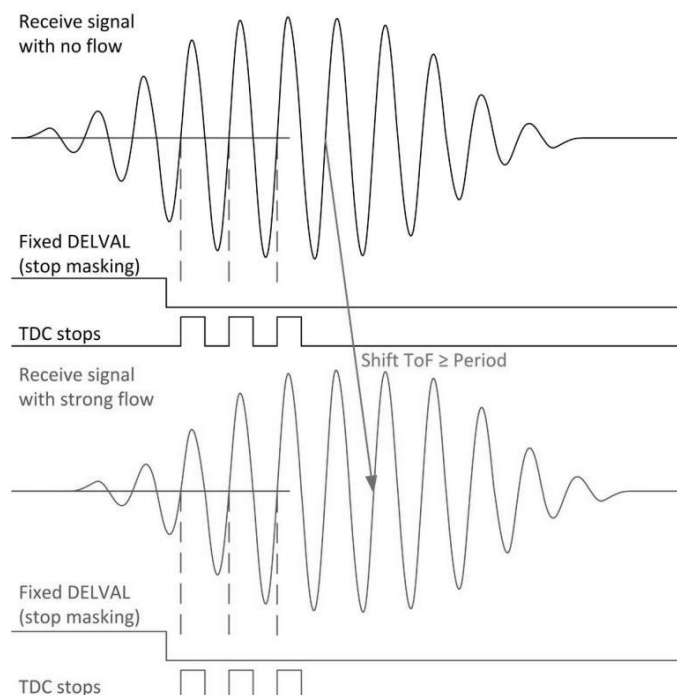 Receive signal
with no flow
Fixed DELVAL
(stop masking)
TDC stops
Shift ToF ≥ Period
Receive signal
with strong flow
Fixed DELVAL
(stop masking)
TDC stops